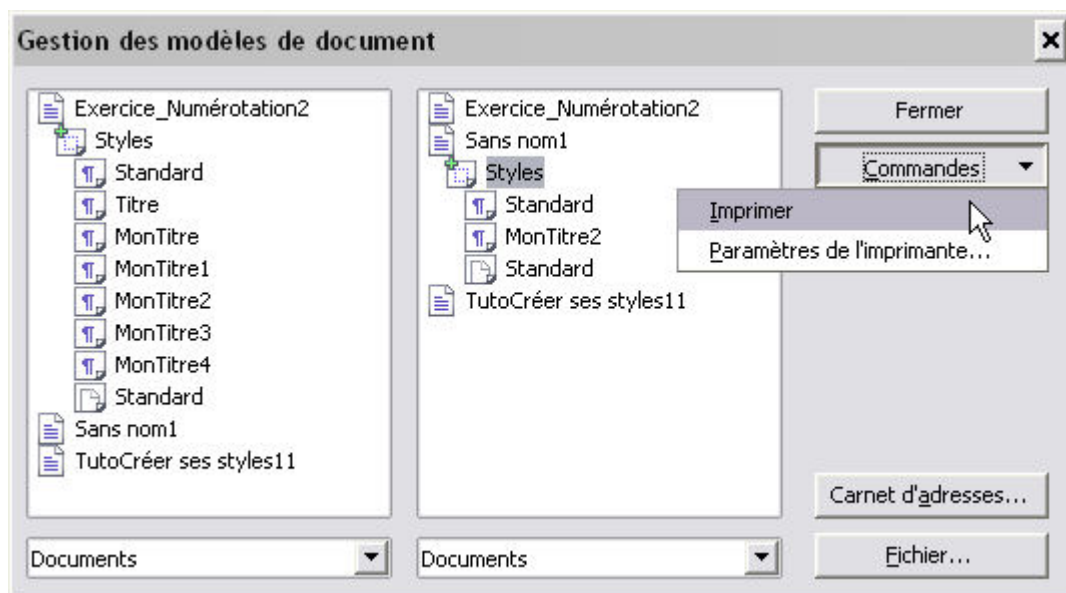 Gestion des modèles de document
Exercice_Numérotation2
Styles
Standard
Titre
MonTitre
MonTitre1
MonTitre2
MonTitre3
MonTitre4
Standard
Sans nom1
TutoCréer ses styles11
Documents
Exercice_Numérotation2
Sans nom1
Styles
Standard
MonTitre2
Standard
TutoCréer ses styles11
Documents
Fermer
Commandes
Imprimer
Paramètres de l'imprimante...
Carnet d'adresses...
Fichier...